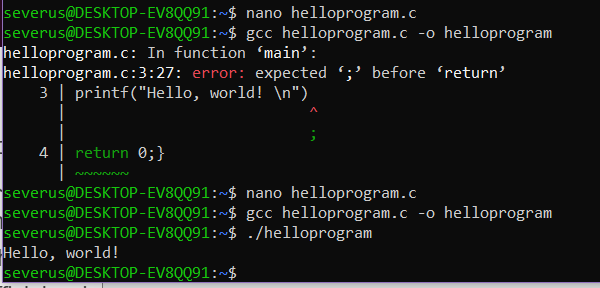 severus@DESKTOP-EV8QQ91:~$ nano helloprogram.c
severus@DESKTOP-EV8QQ91:~$ gcc helloprogram.c -o helloprogram
helloprogram.c: In function ‘main’:
helloprogram.c:3:27: error: expected ‘;’ before ‘return’
    3 | printf("Hello, world! \n")
      |                           ^
      |                           ;
    4 | return 0;}
      | ~~~~~~
severus@DESKTOP-EV8QQ91:~$ nano helloprogram.c
severus@DESKTOP-EV8QQ91:~$ gcc helloprogram.c -o helloprogram
severus@DESKTOP-EV8QQ91:~$ ./helloprogram
Hello, world!
severus@DESKTOP-EV8QQ91:~$